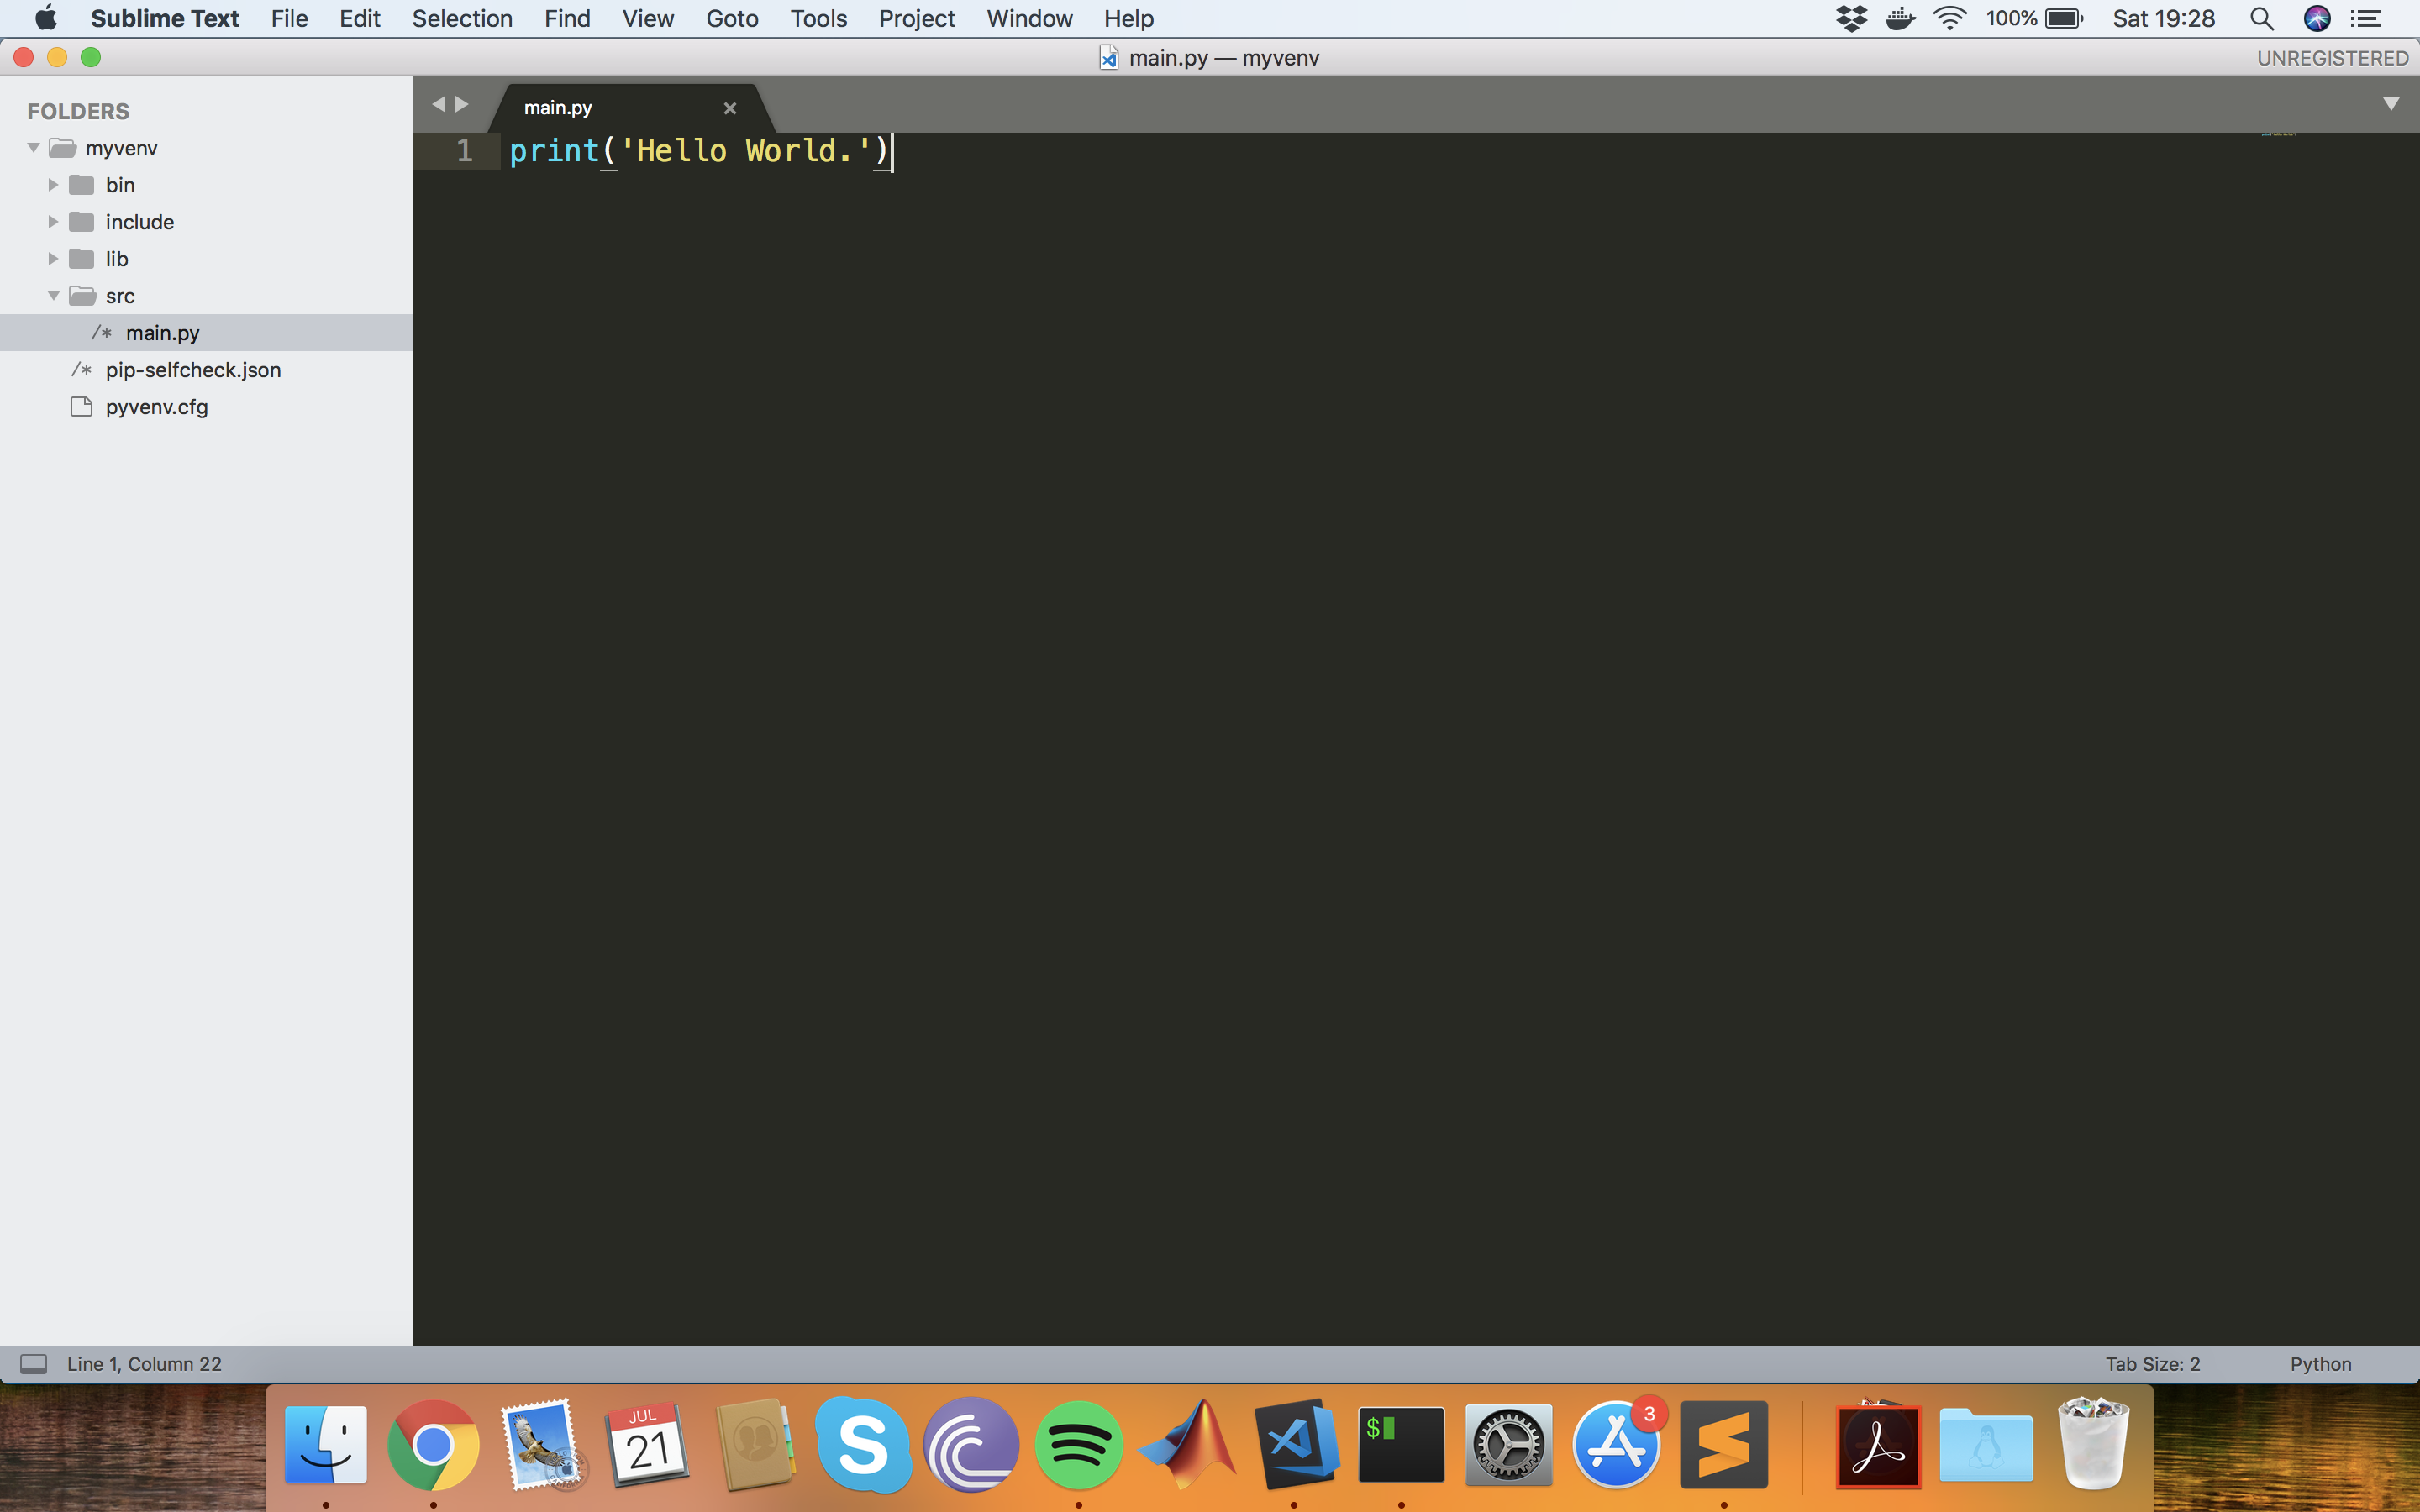 Sublime Text File Edit Selection Find View Goto Tools Project Window Help 100% Sat 19:28
main.py — myvenv UNREGISTERED
FOLDERS
myvenv
bin
include
lib
src
/* main.py
/* pip-selfcheck.json
pyvenv.cfg
main.py
1 print('Hello World.')
Line 1, Column 22 Tab Size: 2 Python
JUL
21
S
$
3